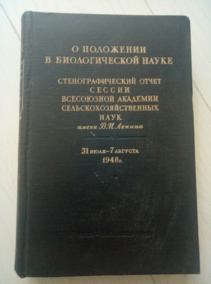 О ПОЛОЖЕНИИ
В БИОЛОГИЧЕСКОЙ НАУКЕ
СТЕНОГРАФИЧЕСКИЙ ОТЧЕТ
СЕССИИ
ВСЕСОЮЗНОЙ АКАДЕМИИ
СЕЛЬСКОХОЗЯЙСТВЕННЫХ
НАУК
имени В.И.Ленина
31 ИЮЛЯ–7 АВГУСТА
1948 г.